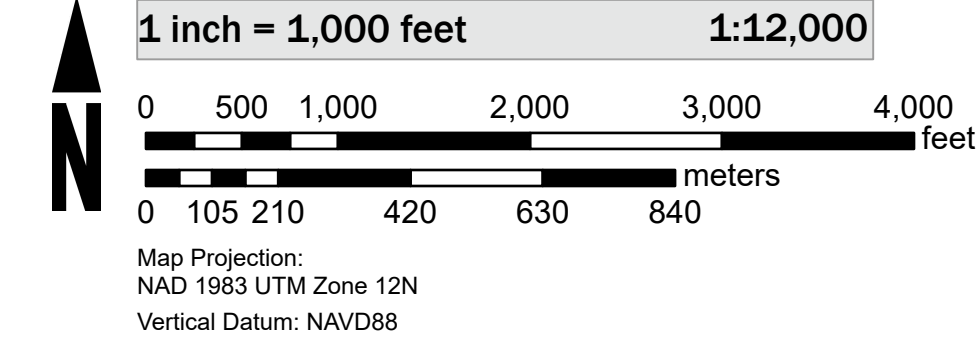 1 inch = 1,000 feet 1:12,000
0 500 1,000 2,000 3,000 4,000
feet
N
meters
0 105 210 420 630 840
Map Projection:
NAD 1983 UTM Zone 12N
Vertical Datum: NAVD88